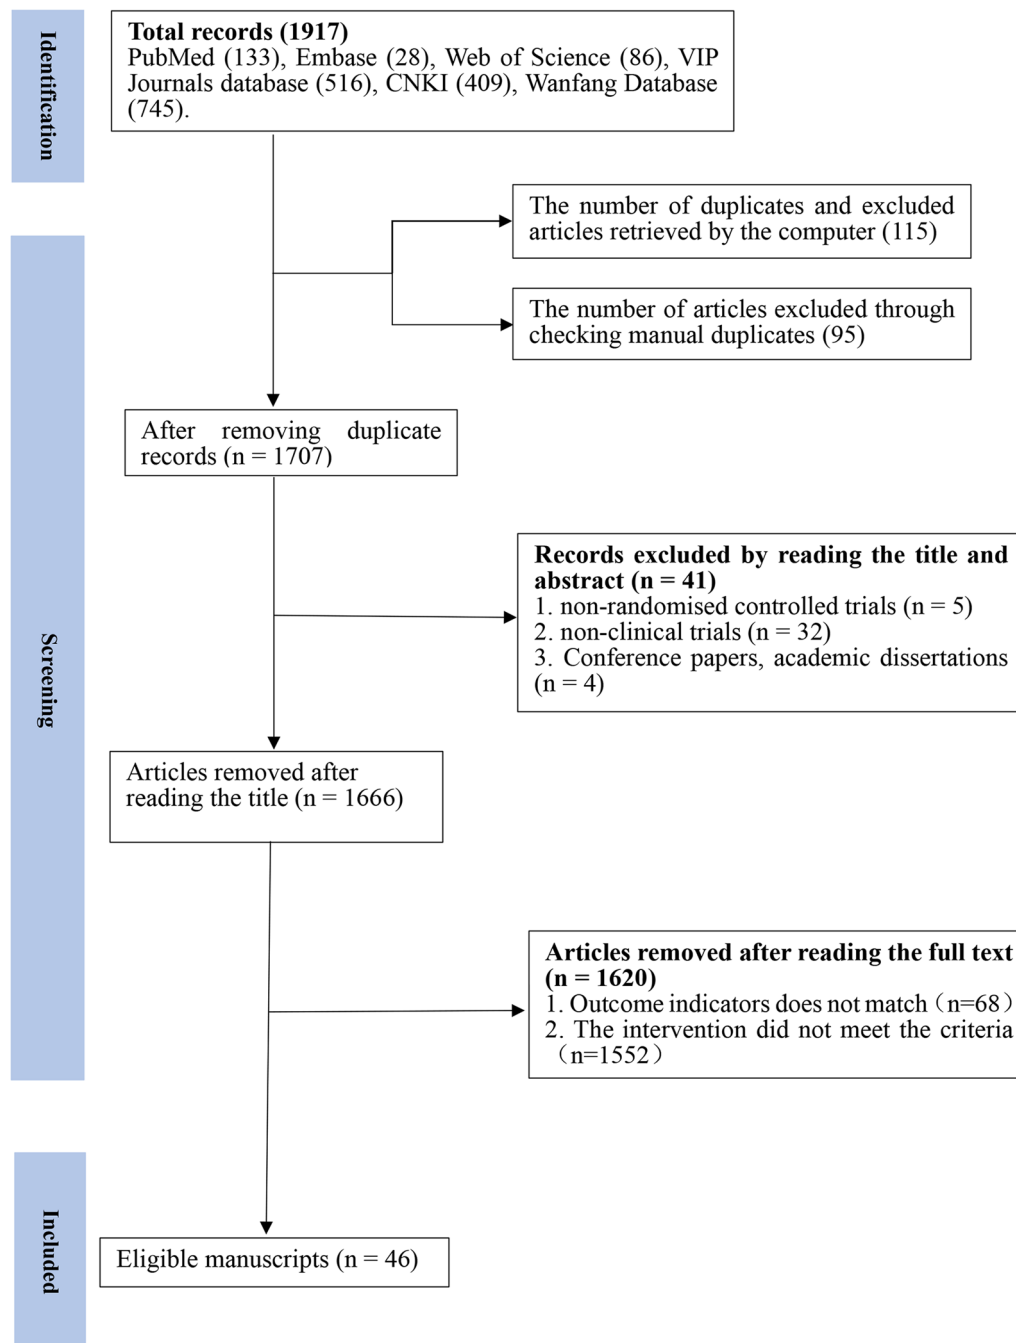 Identification
Total records (1917)
PubMed (133), Embase (28), Web of Science (86), VIP
Journals database (516), CNKI (409), Wanfang Database
(745).
The number of duplicates and excluded
articles retrieved by the computer (115)
The number of articles excluded through
checking manual duplicates (95)
After removing duplicate
records (n = 1707)
Screening
Records excluded by reading the title and
abstract (n = 41)
1. non-randomised controlled trials (n = 5)
2. non-clinical trials (n = 32)
3. Conference papers, academic dissertations
(n = 4)
Articles removed after
reading the title (n = 1666)
Articles removed after reading the full text
(n = 1620)
1. Outcome indicators does not match（n=68）
2. The intervention did not meet the criteria
（n=1552）
Included
Eligible manuscripts (n = 46)